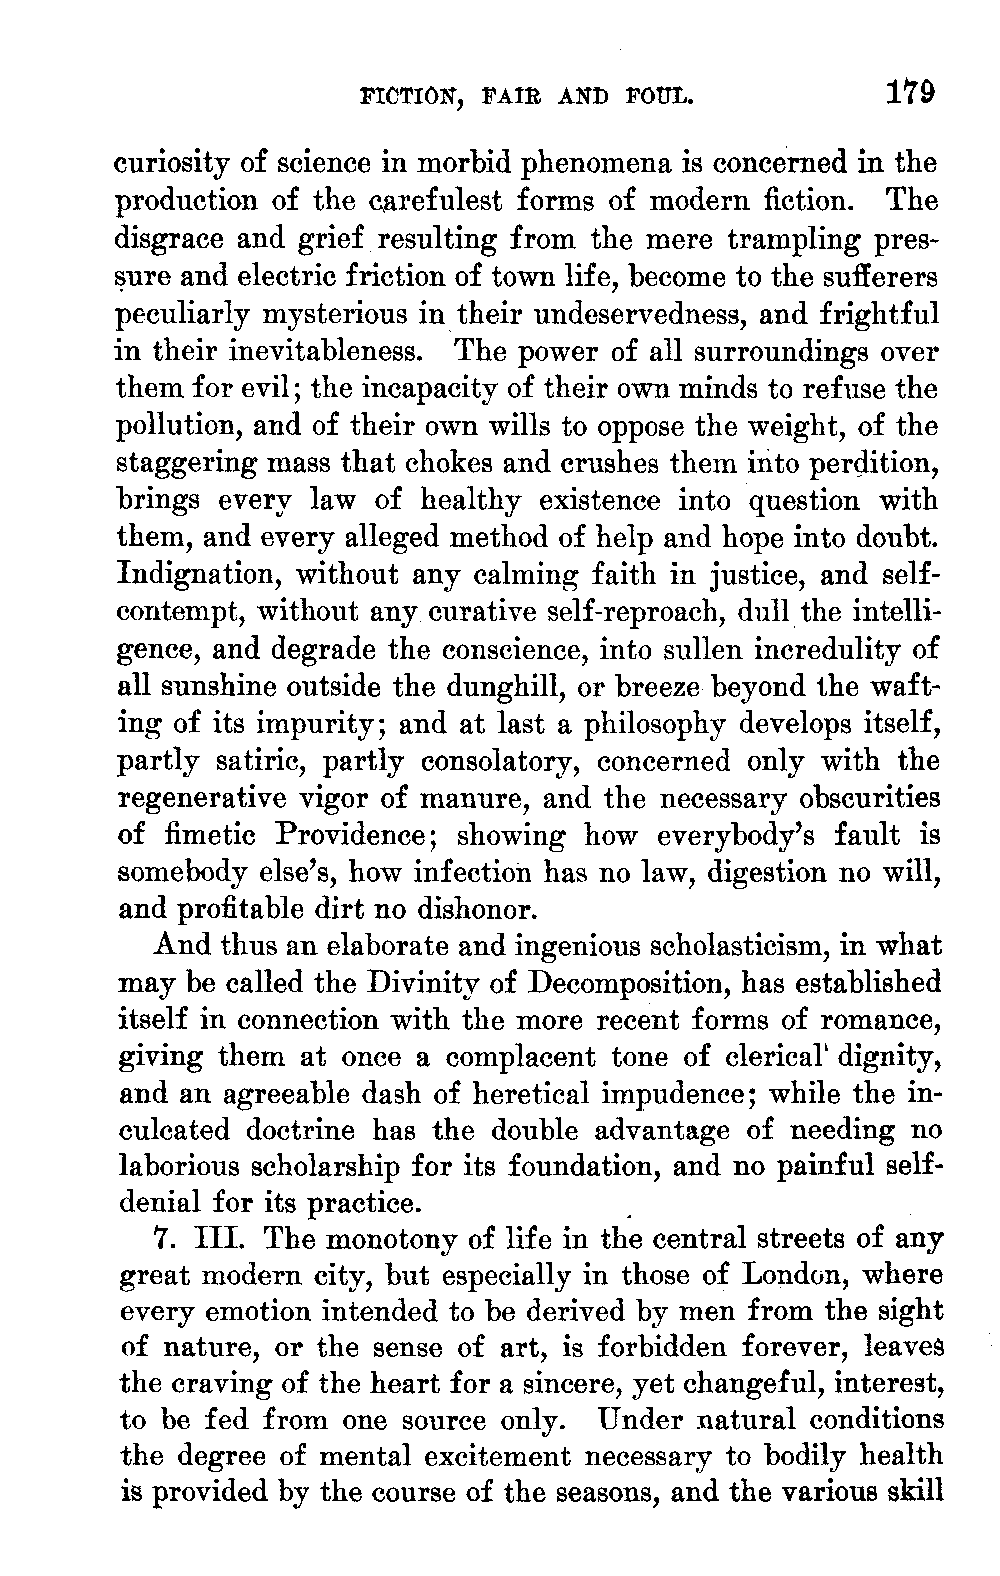 FICTION, FAIR AND FOUL. 179
curiosity of science in morbid phenomena is concerned in the
production of the carefulest forms of modern fiction. The
disgrace and grief resulting from the mere trampling pres-
sure and electric friction of town life, become to the sufferers
peculiarly mysterious in their undeservedness, and frightful
in their inevitableness. The power of all surroundings over
them for evil; the incapacity of their own minds to refuse the
pollution, and of their own wills to oppose the weight, of the
staggering mass that chokes and crushes them into perdition,
brings every law of healthy existence into question with
them, and every alleged method of help and hope into doubt.
Indignation, without any calming faith in justice, and self-
contempt, without any curative self-reproach, dull the intelli-
gence, and degrade the conscience, into sullen incredulity of
all sunshine outside the dunghill, or breeze beyond the waft-
ing of its impurity; and at last a philosophy develops itself,
partly satiric, partly consolatory, concerned only with the
regenerative vigor of manure, and the necessary obscurities
of fimetic Providence; showing how everybody's fault is
somebody else's, how infection has no law, digestion no will,
and profitable dirt no dishonor.
And thus an elaborate and ingenious scholasticism, in what
may be called the Divinity of Decomposition, has established
itself in connection with the more recent forms of romance,
giving them at once a complacent tone of clerical dignity,
and an agreeable dash of heretical impudence; while the in-
culcated doctrine has the double advantage of needing no
laborious scholarship for its foundation, and no painful self-
denial for its practice.
7. III. The monotony of life in the central streets of any
great modern city, but especially in those of London, where
every emotion intended to be derived by men from the sight
of nature, or the sense of art, is forbidden forever, leaves
the craving of the heart for a sincere, yet changeful, interest,
to be fed from one source only. Under natural conditions
the degree of mental excitement necessary to bodily health
is provided by the course of the seasons, and the various skill